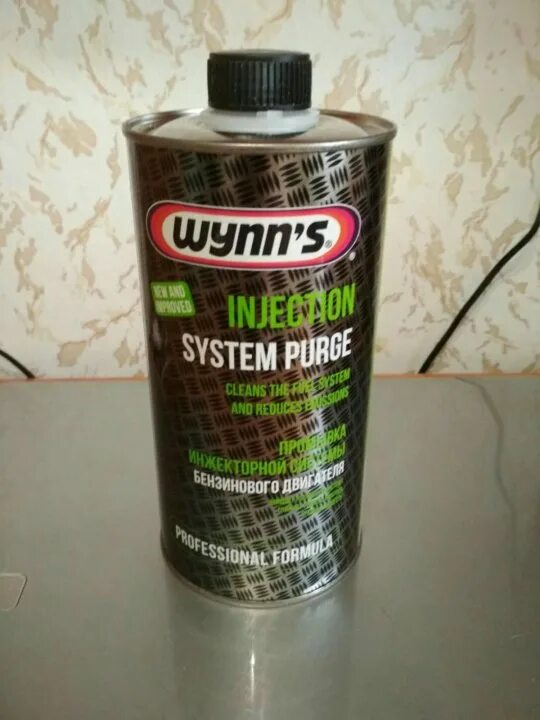 WYNN'S®
®
NEW AND
IMPROVED
INJECTION
SYSTEM PURGE
CLEANS THE FUEL SYSTEM
AND REDUCES EMISSIONS
ПРОМЫВКА
ИНЖЕКТОРНОЙ СИСТЕМЫ
БЕНЗИНОВОГО ДВИГАТЕЛЯ
PROFESSIONAL FORMULA